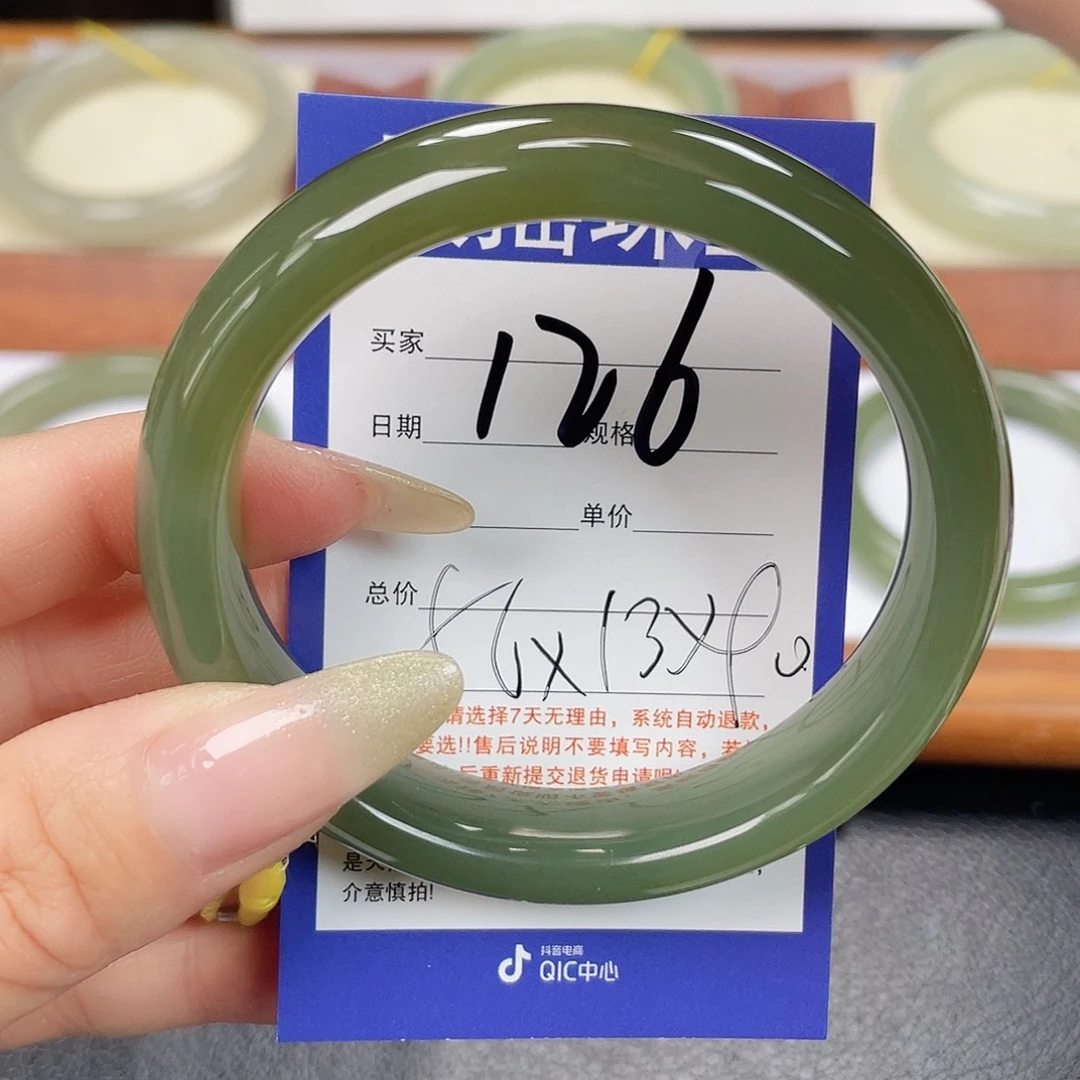 买家
126
日期 规格
单价
总价
请选择7天无理由，系统自动退款，
要选!!售后说明不要填写内容，若
后重新提交退货申请呢
介意慎拍!
抖音电商
QIC中心